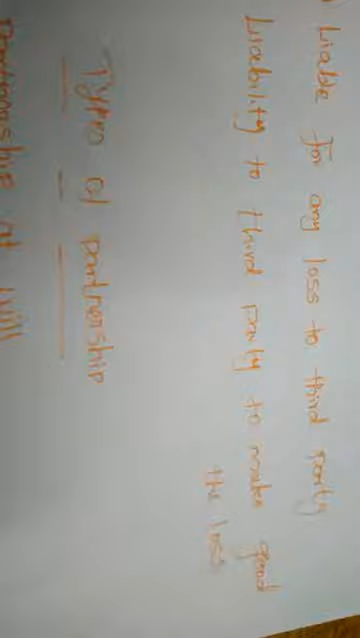 ) Liable for any loss to third party
Liability to third party to make good
the loss
Types of partnership
Partnership at will